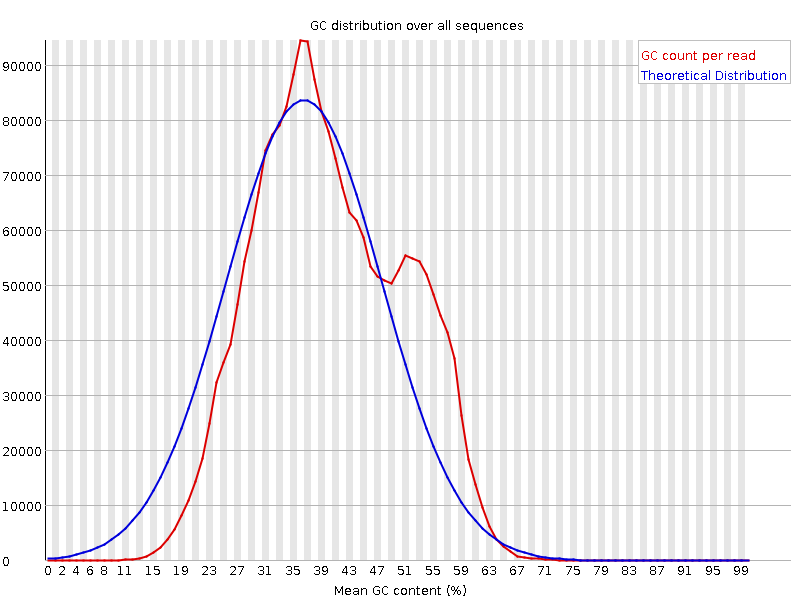 GC distribution over all sequences
GC count per read
Theoretical Distribution
90000
80000
70000
60000
50000
40000
30000
20000
10000
0
0 2 4 6 8 11 15 19 23 27 31 35 39 43 47 51 55 59 63 67 71 75 79 83 87 91 95 99
Mean GC content (%)